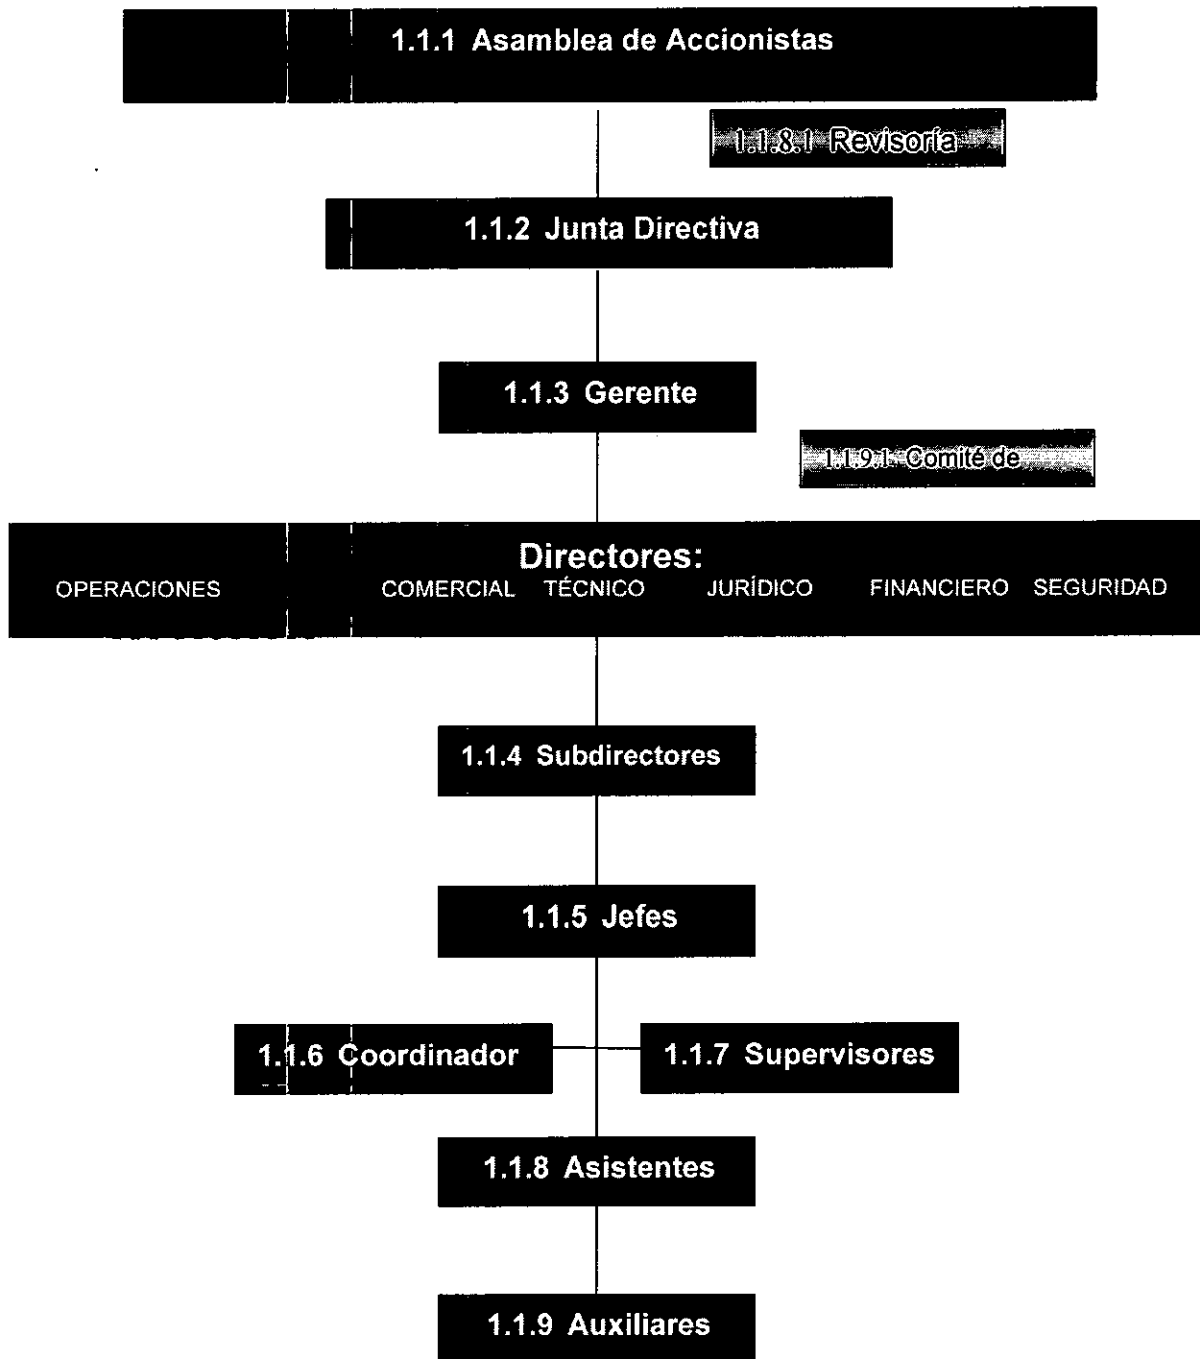 1.1.1 Asamblea de Accionistas
1.1.8.1 Revisoría
1.1.2 Junta Directiva
1.1.3 Gerente
1.1.9.1 Comité de
Directores:
OPERACIONES COMERCIAL TÉCNICO JURÍDICO FINANCIERO SEGURIDAD
1.1.4 Subdirectores
1.1.5 Jefes
1.1.6 Coordinador 1.1.7 Supervisores
1.1.8 Asistentes
1.1.9 Auxiliares